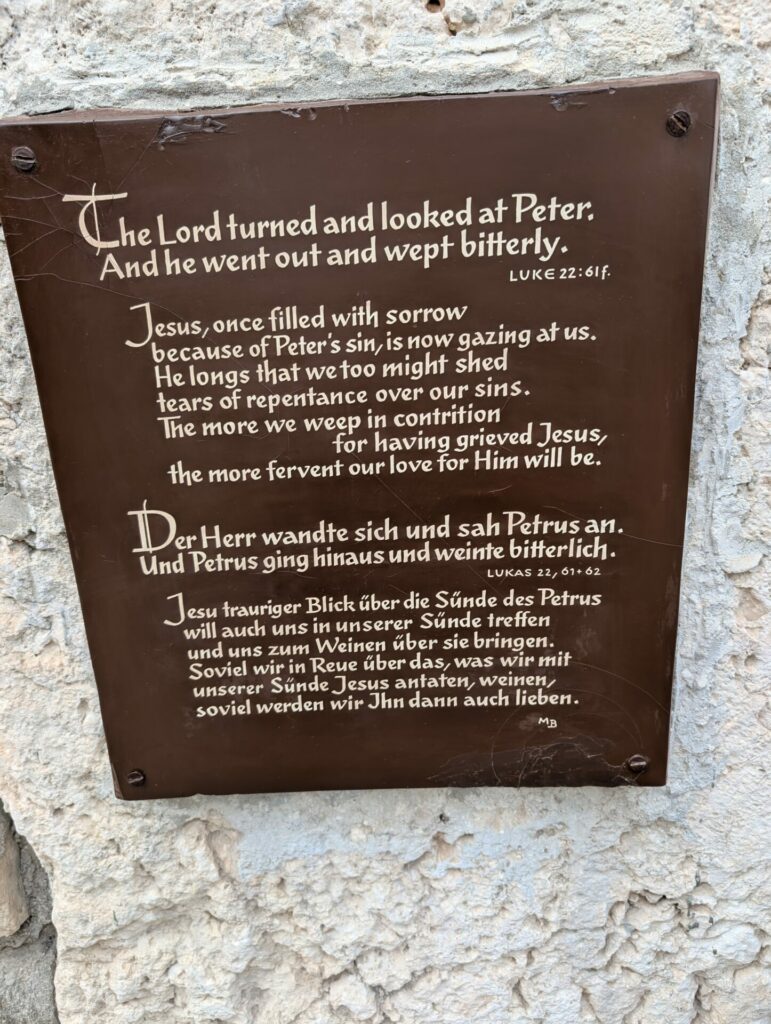 The Lord turned and looked at Peter.
And he went out and wept bitterly.
LUKE 22:61f.
Jesus, once filled with sorrow
because of Peter's sin, is now gazing at us.
He longs that we too might shed
tears of repentance over our sins.
The more we weep in contrition
for having grieved Jesus,
the more fervent our love for Him will be.
Der Herr wandte sich und sah Petrus an.
Und Petrus ging hinaus und weinte bitterlich.
LUKAS 22, 61+62
Jesu trauriger Blick über die Sünde des Petrus
will auch uns in unserer Sünde treffen
und uns zum Weinen über sie bringen.
Soviel wir in Reue über das, was wir mit
unserer Sünde Jesus antaten, weinen,
soviel werden wir Ihn dann auch lieben.
MB